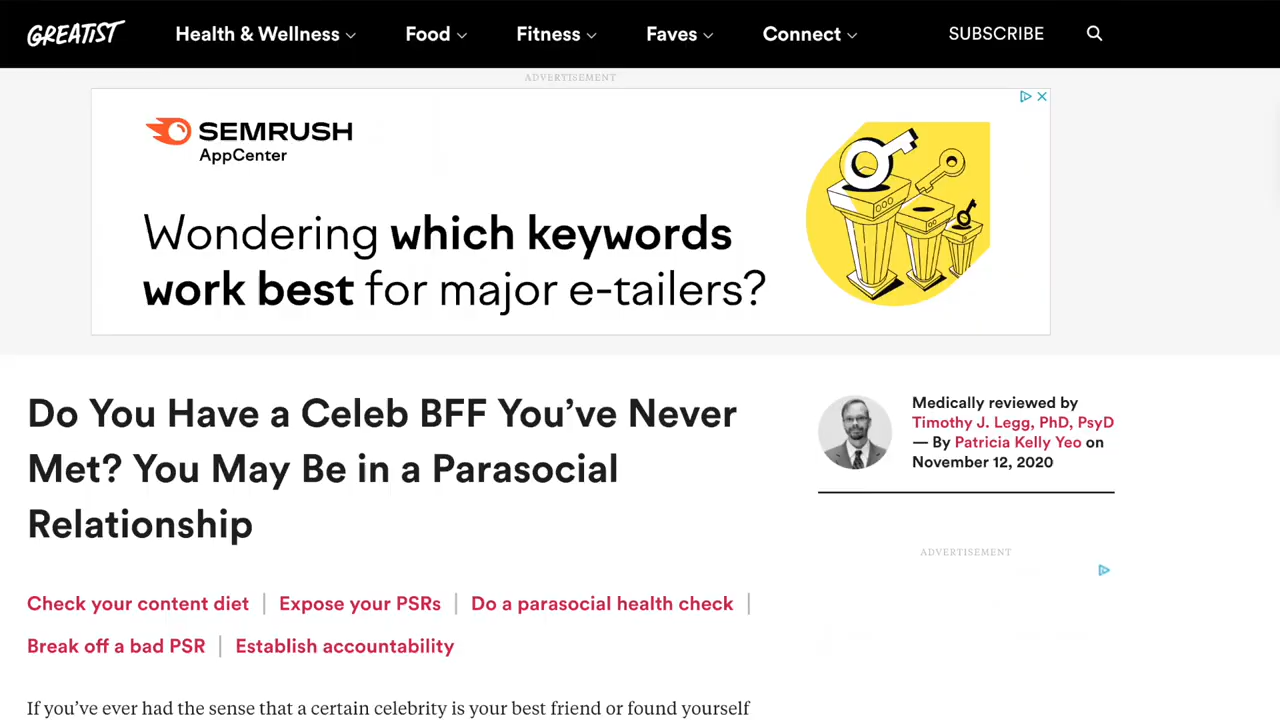 GREATIST
Health & Wellness
Food
Fitness
Faves
Connect
SUBSCRIBE
ADVERTISEMENT
SEMRUSH
AppCenter
Wondering which keywords
work best for major e-tailers?
Do You Have a Celeb BFF You’ve Never
Met? You May Be in a Parasocial
Relationship
Medically reviewed by
Timothy J. Legg, PhD, PsyD
— By Patricia Kelly Yeo on
November 12, 2020
ADVERTISEMENT
Check your content diet | Expose your PSRs | Do a parasocial health check |
Break off a bad PSR | Establish accountability
If you’ve ever had the sense that a certain celebrity is your best friend or found yourself